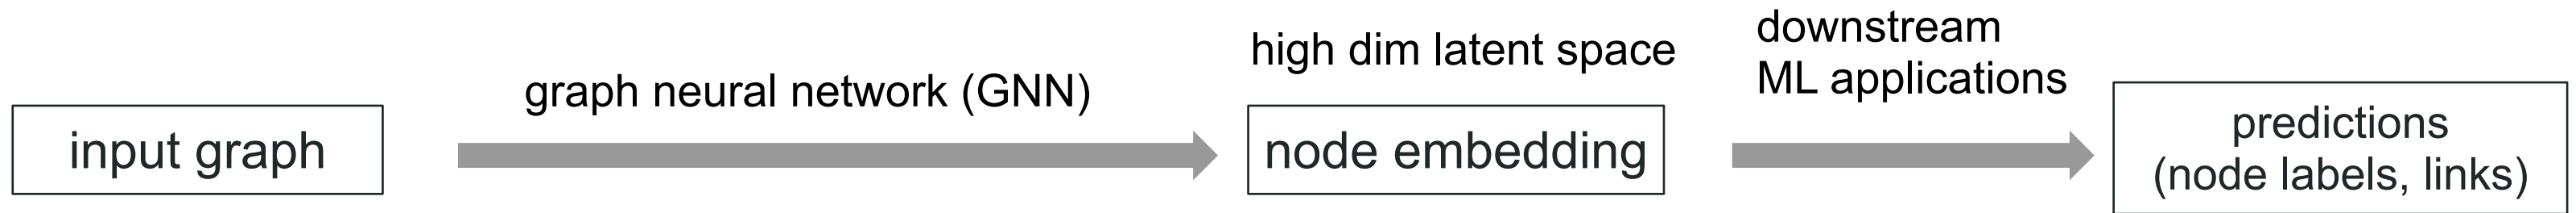 input graph
graph neural network (GNN)
high dim latent space
node embedding
downstream
ML applications
predictions
(node labels, links)